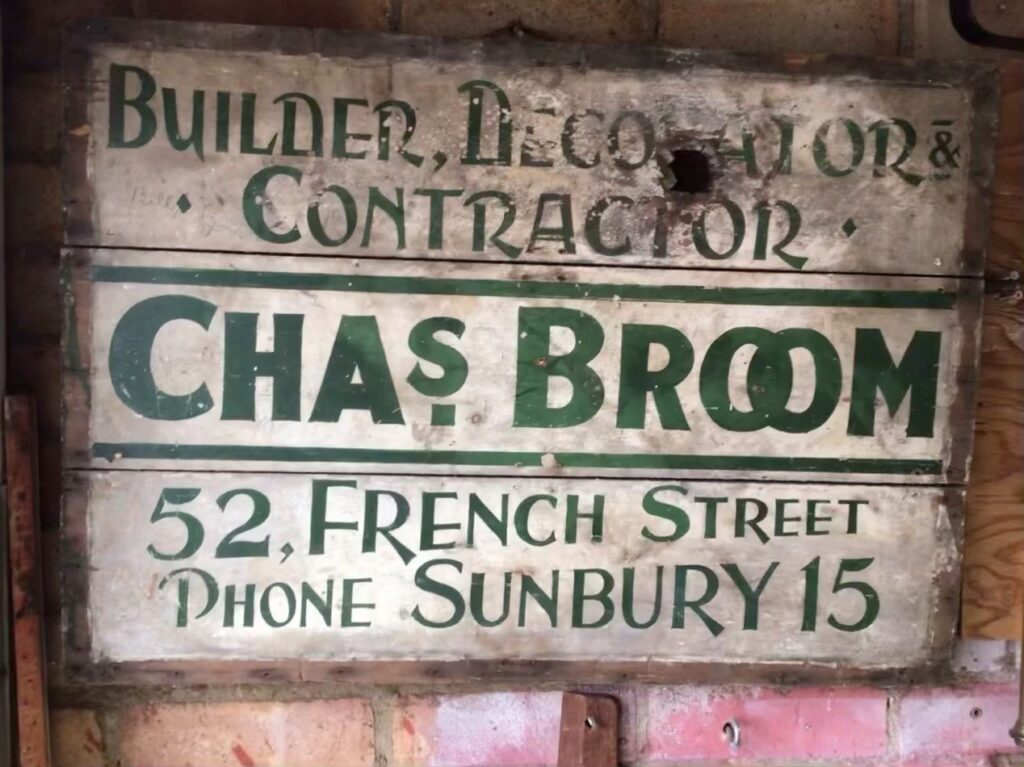 BUILDER, DECORATOR &
· CONTRACTOR ·
CHAS BROOM
52, FRENCH STREET
PHONE SUNBURY 15